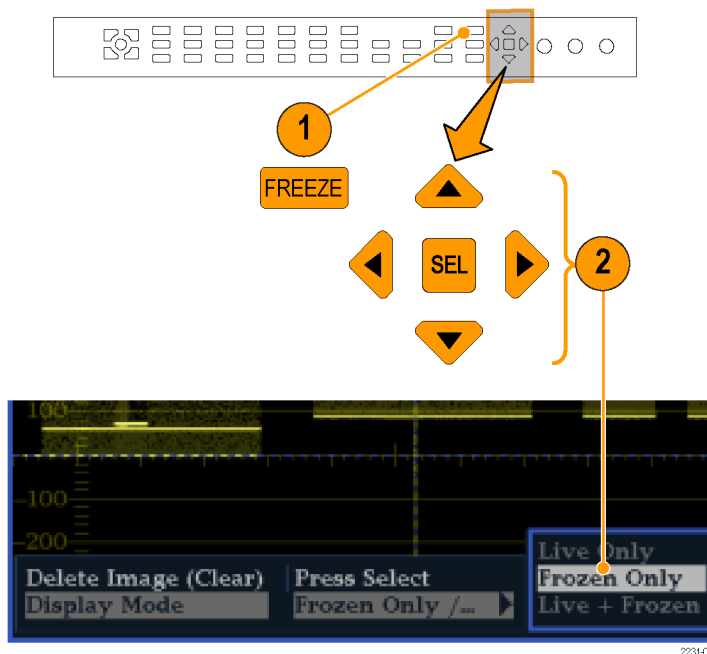 1
FREEZE
SEL
2
100
-100
-200
Live Only
Delete Image (Clear) Press Select Frozen Only
Display Mode Frozen Only /... Live + Frozen